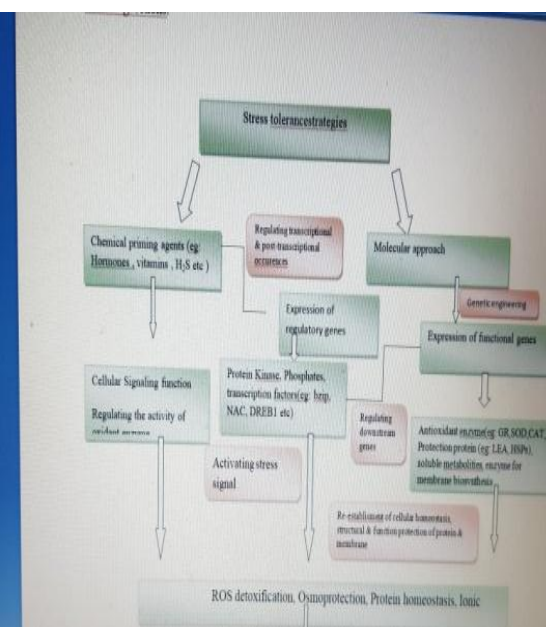 Stress tolerancestrategies
Chemical priming agents (eg:
Hormones , vitamins , H2S etc )
Regulating transcriptional
& post-transcriptional
occurences
Molecular approach
Genetic engineering
Expression of
regulatory genes
Expression of functional genes
Cellular Signaling function
Regulating the activity of
Protein Kinase, Phosphates,
transcription factors(eg: bzip,
NAC, DREB1 etc)
Regulating
downstream
genes
Antioxidant enzyme(eg: GR,SOD,CAT,
Protection protein (eg: LEA, HSPs),
soluble metabolities, enzyme for
membrane biosynthesis
Activating stress
signal
of cellular homeostasis,
structural & function protection of protein &
membrane
ROS detoxification, Osmoprotection, Protein homeostasis, Ionic